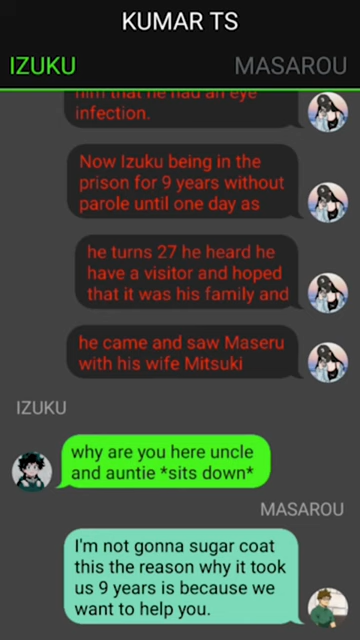 KUMAR TS
IZUKU MASAROU
him that he had an eye
infection.
Now Izuku being in the
prison for 9 years without
parole until one day as
he turns 27 he heard he
have a visitor and hoped
that it was his family and
he came and saw Maseru
with his wife Mitsuki
IZUKU
why are you here uncle
and auntie *sits down*
MASAROU
I'm not gonna sugar coat
this the reason why it took
us 9 years is because we
want to help you.